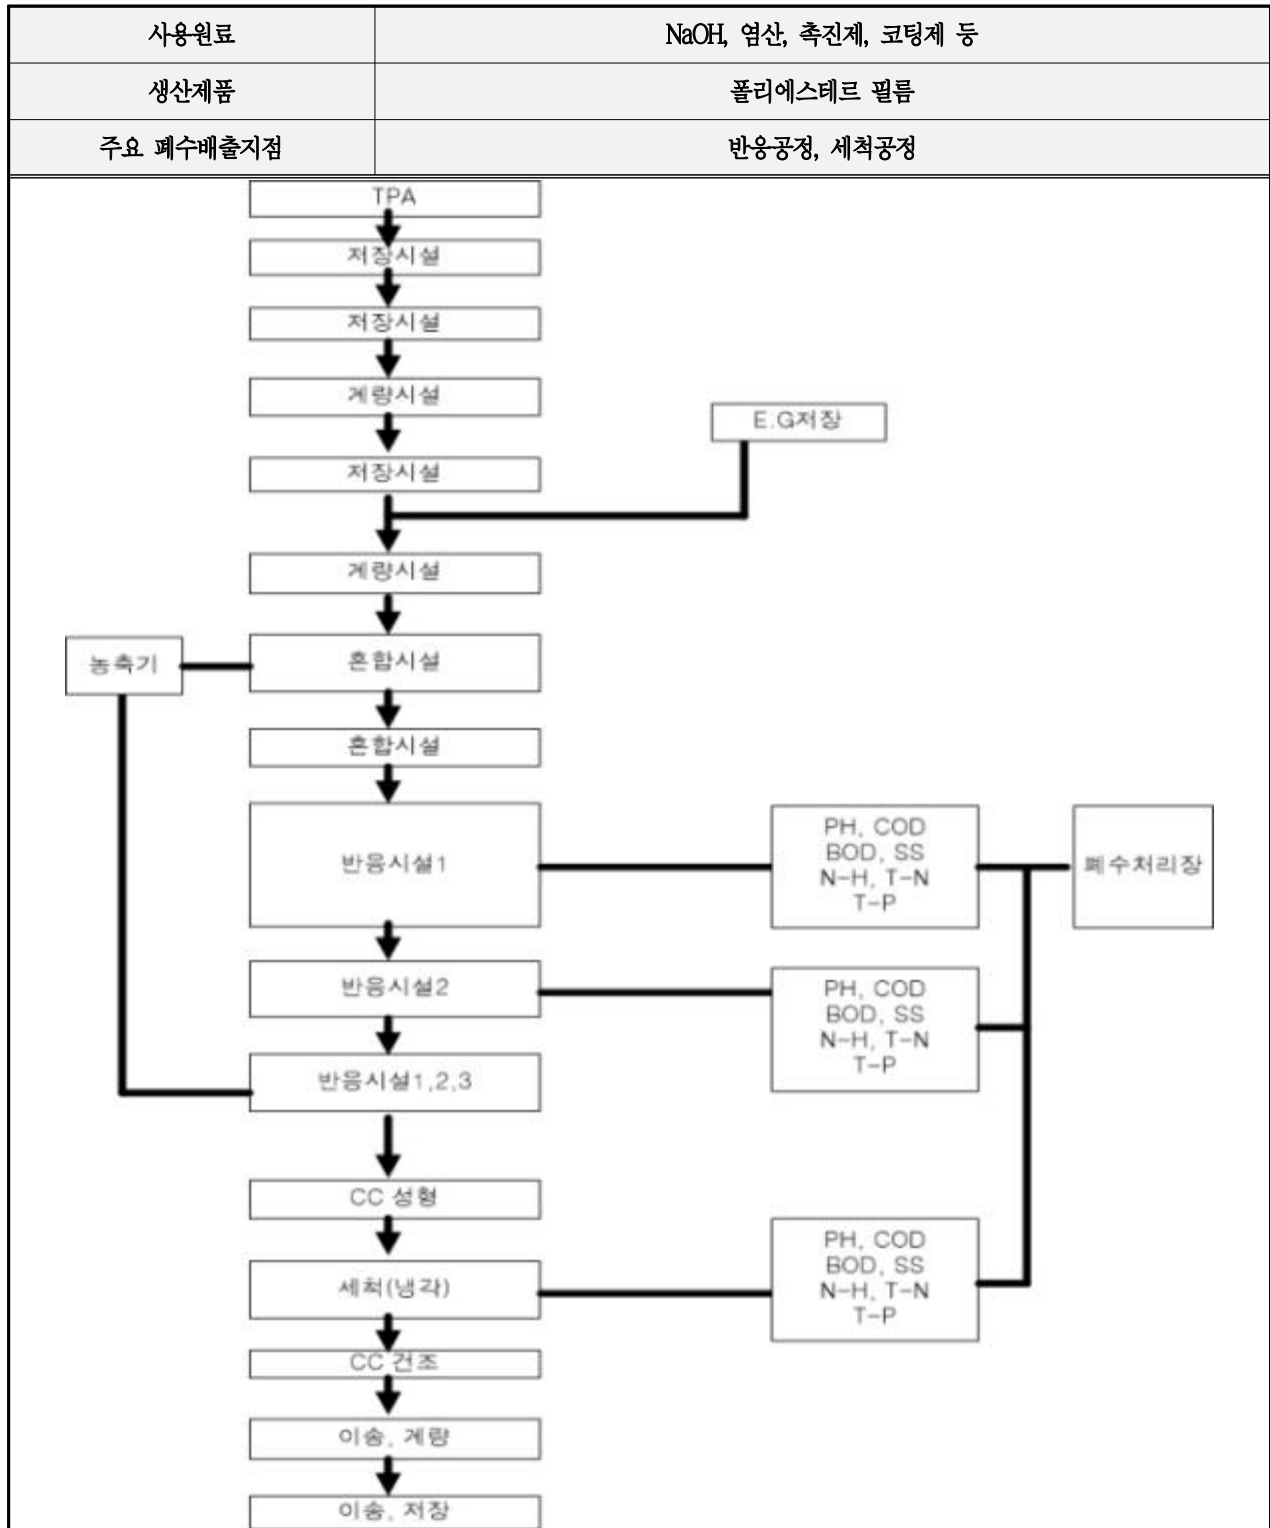 사용원료 NaOH, 염산, 촉진제, 코팅제 등
생산제품 폴리에스테르 필름
주요 폐수배출지점 반응공정, 세척공정
TPA
저장시설
저장시설
계량시설
E.G저장
저장시설
계량시설
농축기
혼합시설
혼합시설
반응시설1
PH, COD
BOD, SS
N-H, T-N
T-P
폐수처리장
반응시설2
PH, COD
BOD, SS
N-H, T-N
T-P
반응시설1,2,3
CC 성형
세척(냉각)
PH, COD
BOD, SS
N-H, T-N
T-P
CC 건조
이송, 계량
이송, 저장